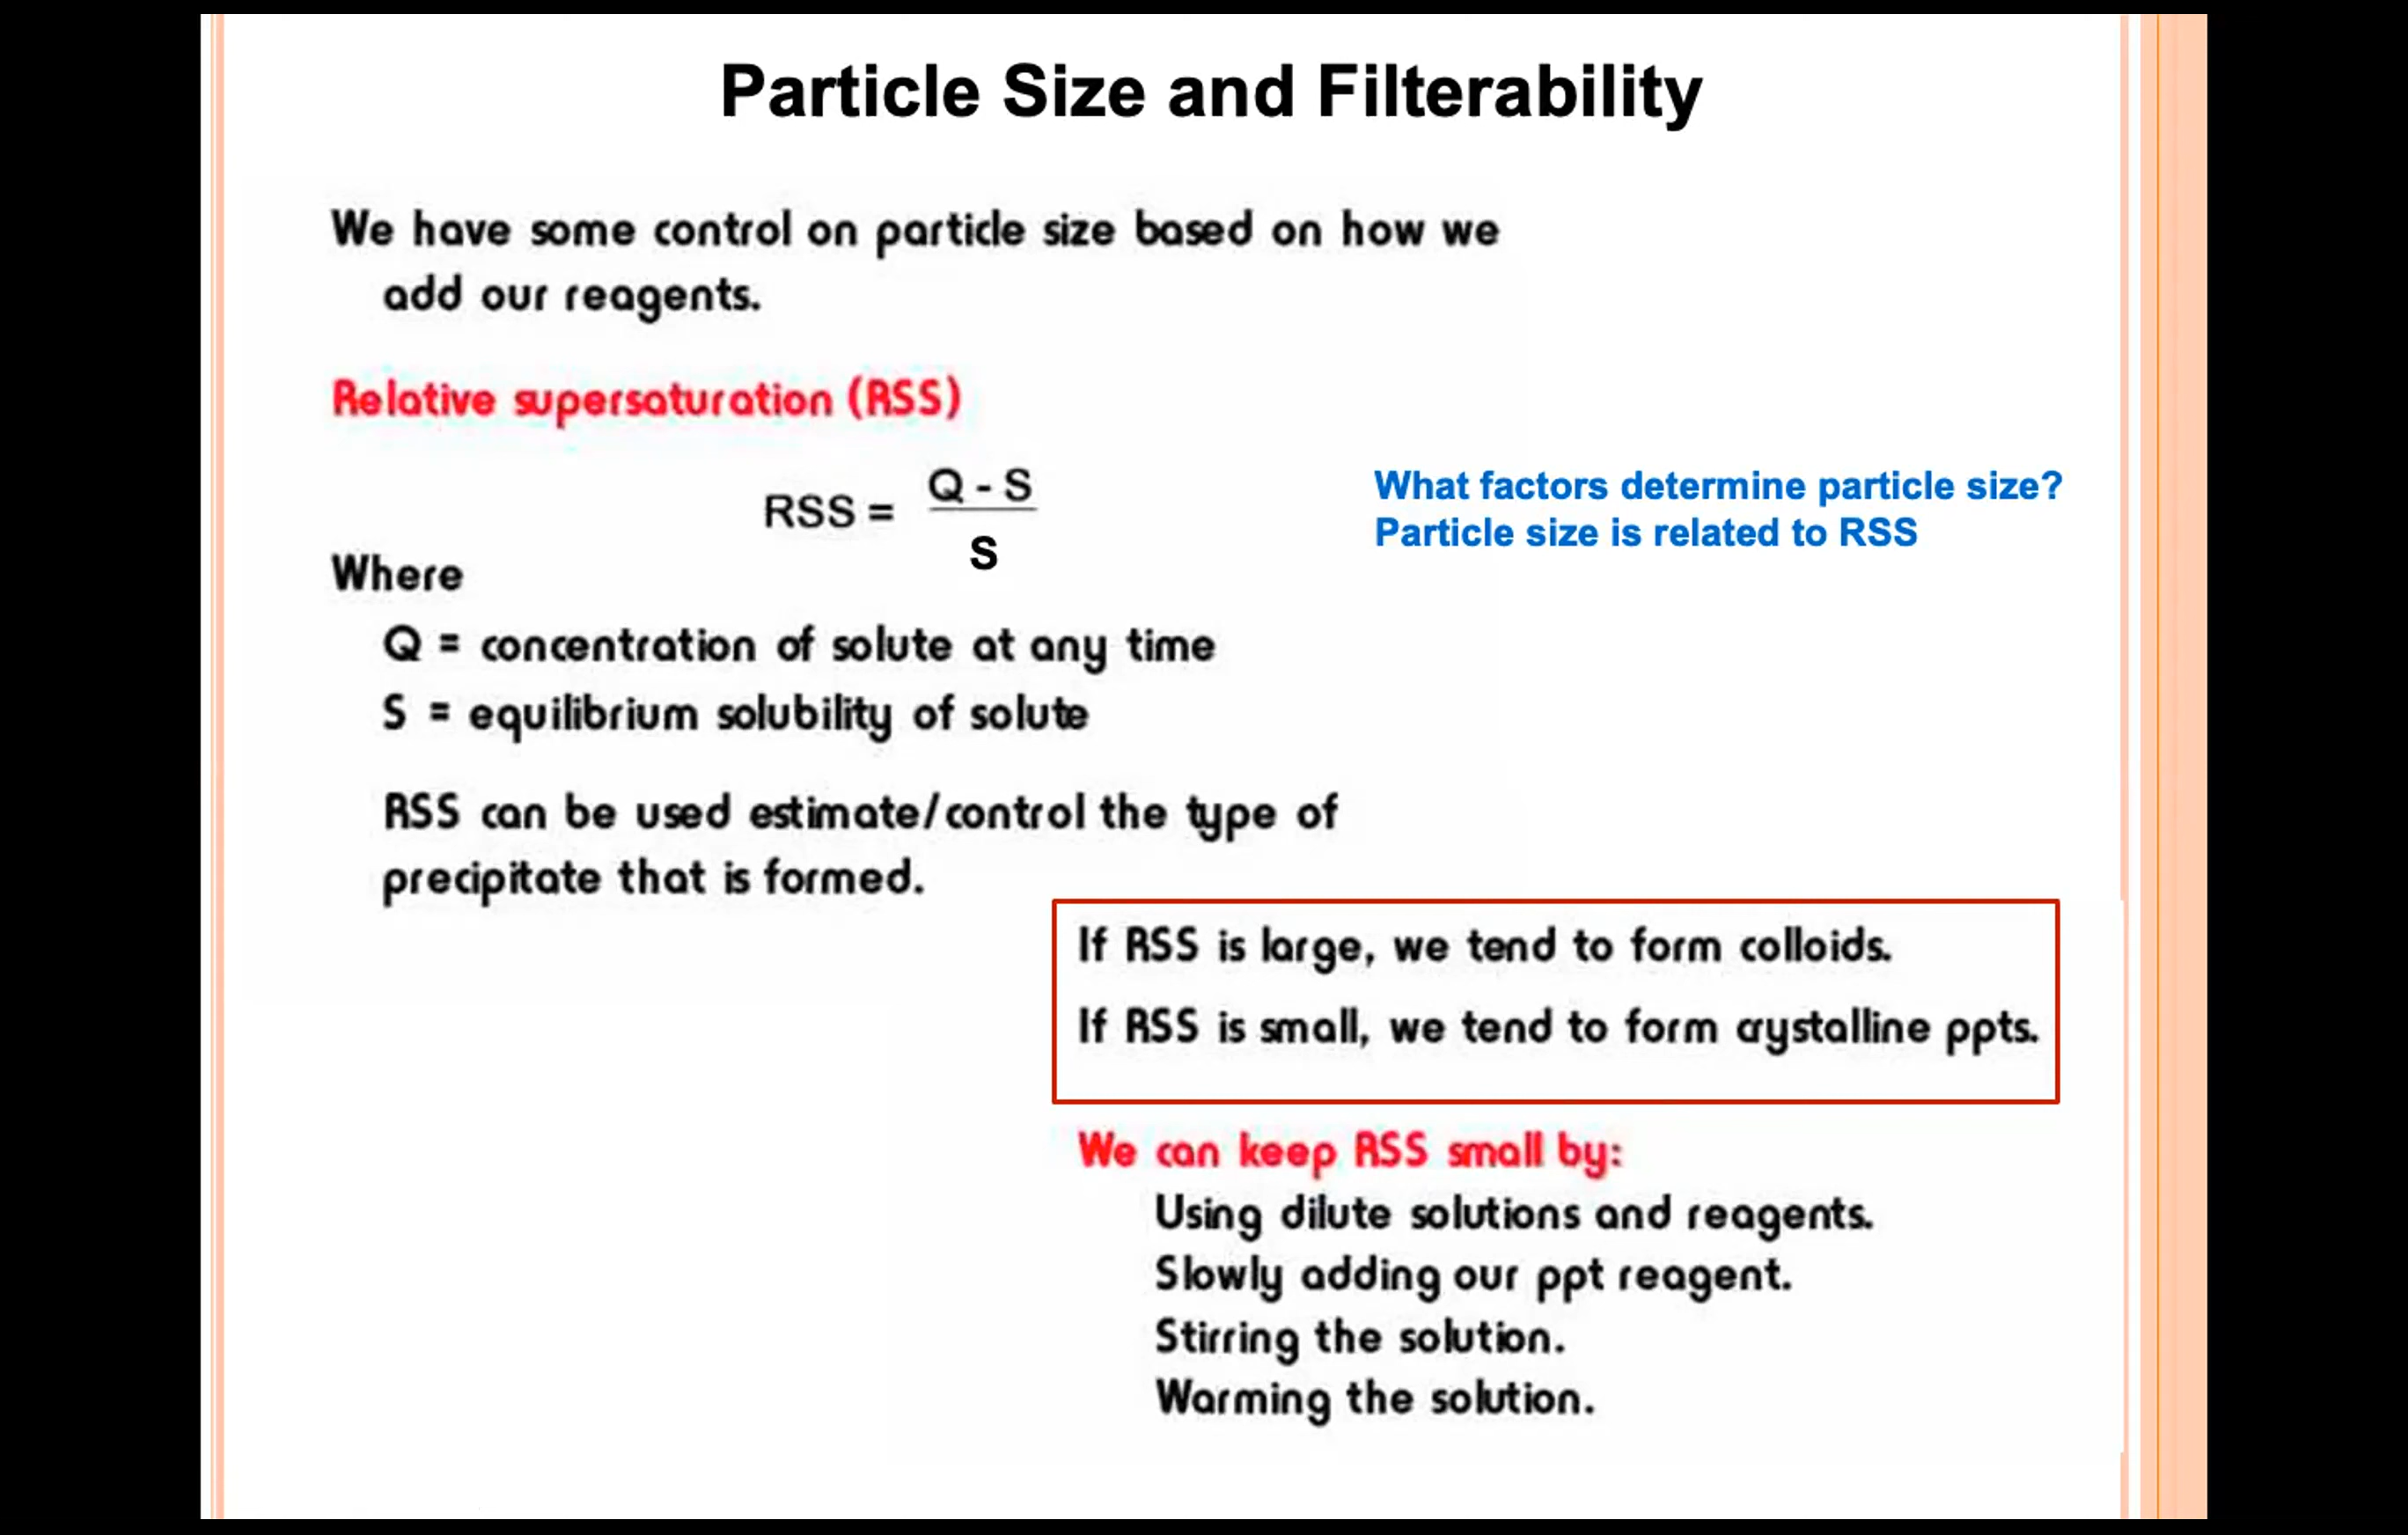 Particle Size and Filterability
We have some control on particle size based on how we
add our reagents.
Relative supersaturation (RSS)
RSS = Q - S
S
What factors determine particle size?
Particle size is related to RSS
Where
Q = concentration of solute at any time
S = equilibrium solubility of solute
RSS can be used estimate/control the type of
precipitate that is formed.
If RSS is large, we tend to form colloids.
If RSS is small, we tend to form crystalline ppts.
We can keep RSS small by:
Using dilute solutions and reagents.
Slowly adding our ppt reagent.
Stirring the solution.
Warming the solution.